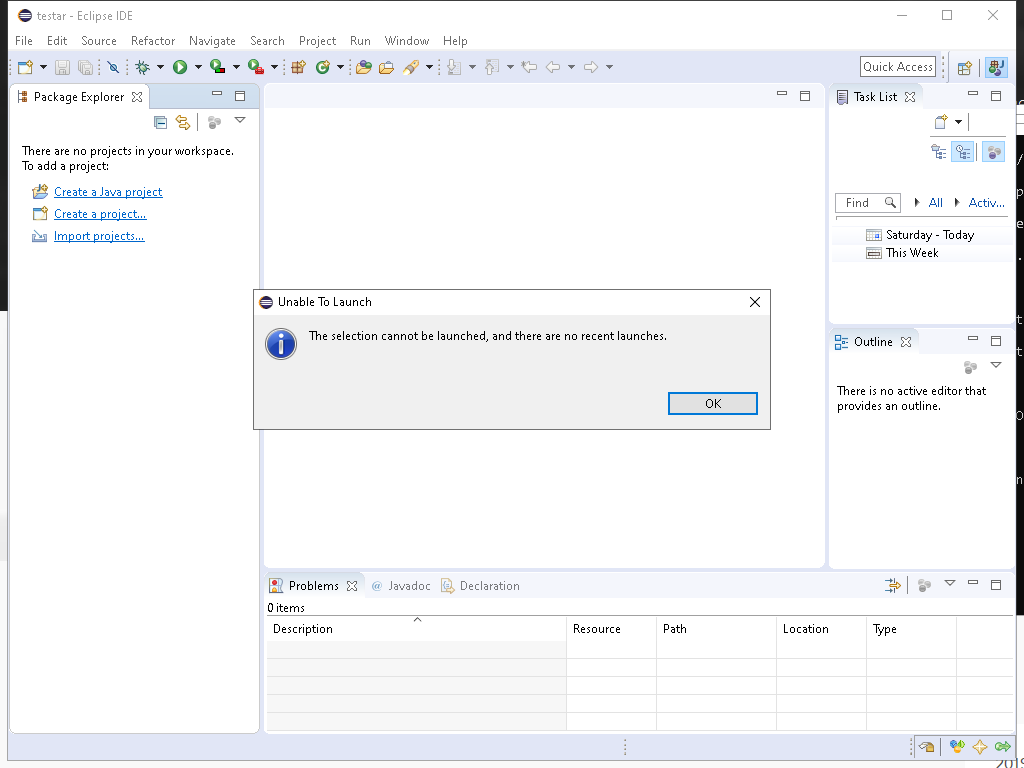 testar - Eclipse IDE
File Edit Source Refactor Navigate Search Project Run Window Help
Quick Access
Package Explorer
There are no projects in your workspace.
To add a project:
Create a Java project
Create a project...
Import projects...
Task List
Find
All
Activ...
Saturday - Today
This Week
Unable To Launch
The selection cannot be launched, and there are no recent launches.
OK
Outline
There is no active editor that
provides an outline.
Problems
@ Javadoc
Declaration
0 items
Description Resource Path Location Type